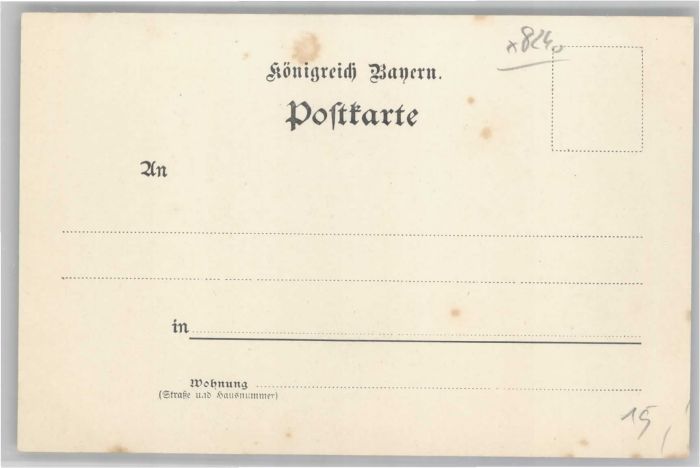 Königreich Bayern.
Postkarte
An
in
Wohnung
(Straße und Hausnummer)
15,